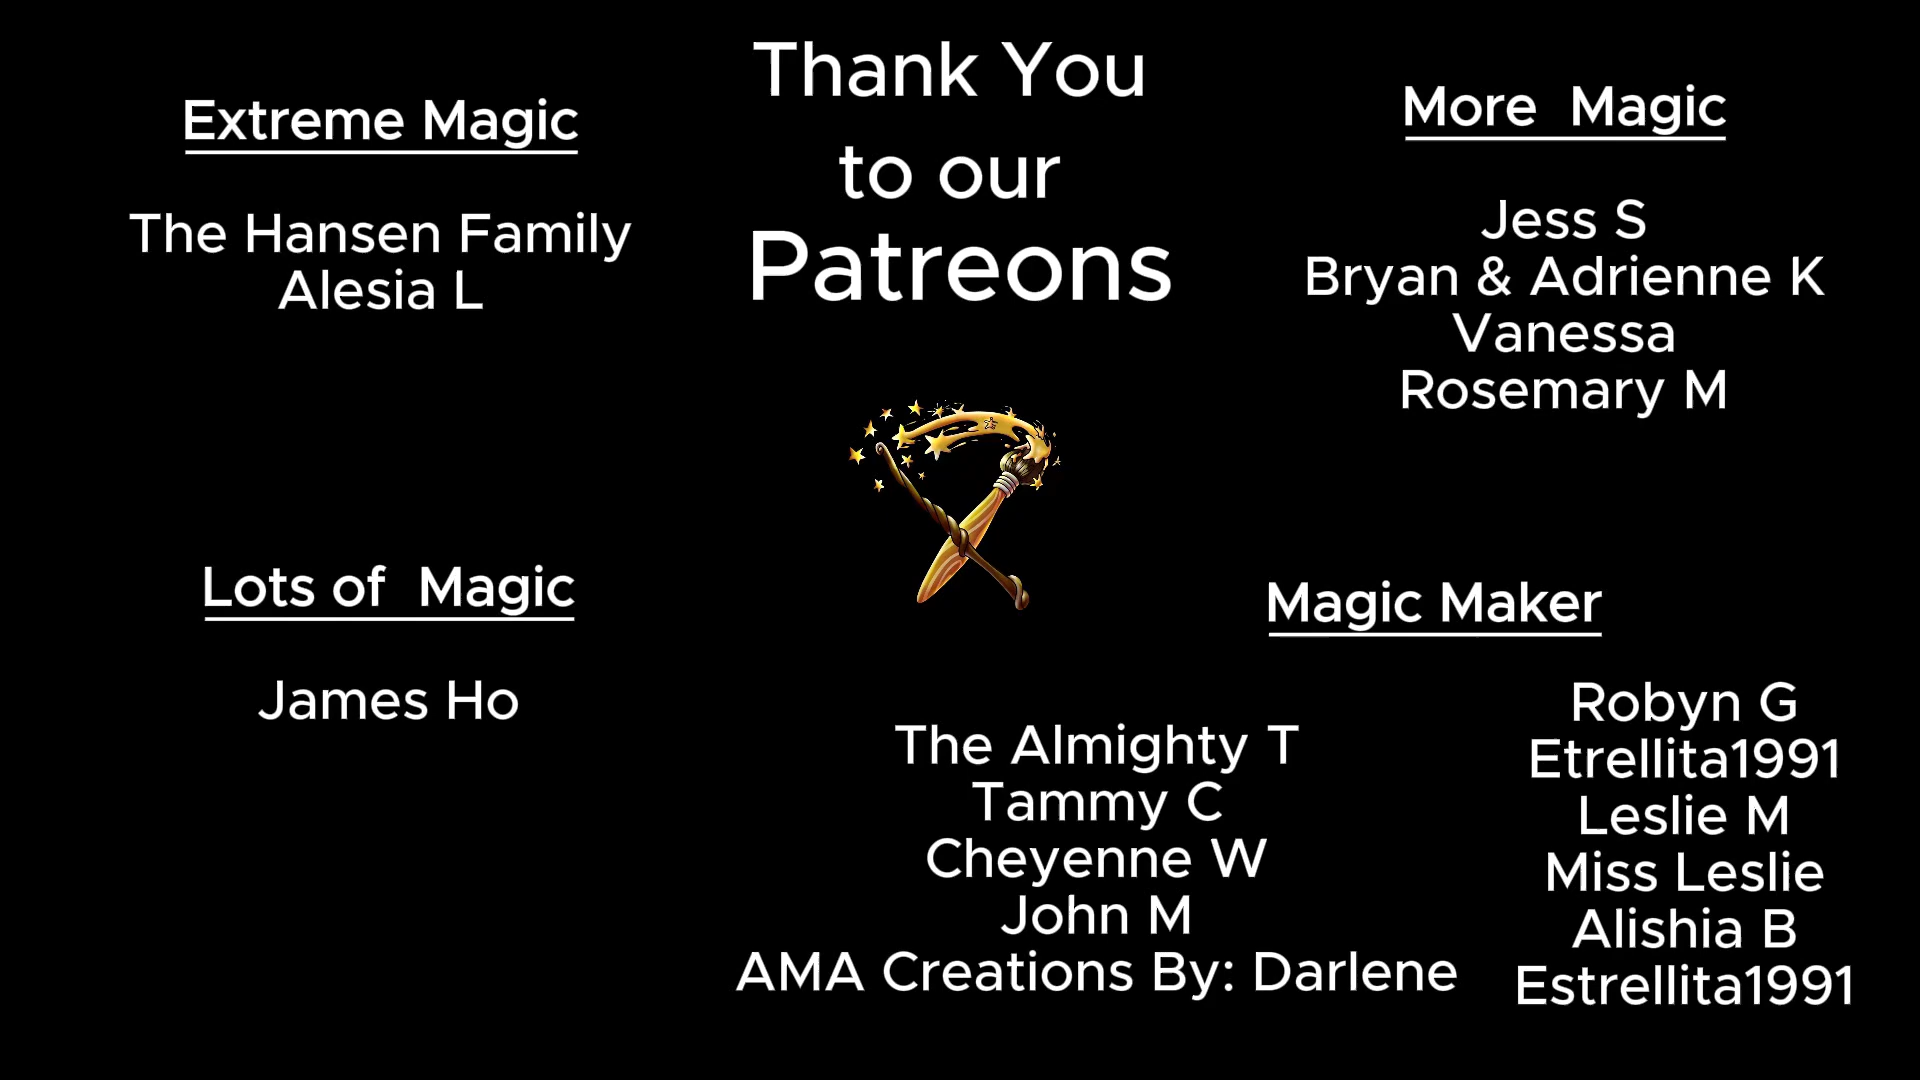 Thank You
to our
Patreons
Extreme Magic
The Hansen Family
Alesia L
More  Magic
Jess S
Bryan & Adrienne K
Vanessa
Rosemary M
Lots of  Magic
James Ho
Magic Maker
The Almighty T
Tammy C
Cheyenne W
John M
AMA Creations By: Darlene
Robyn G
Etrellita1991
Leslie M
Miss Leslie
Alishia B
Estrellita1991